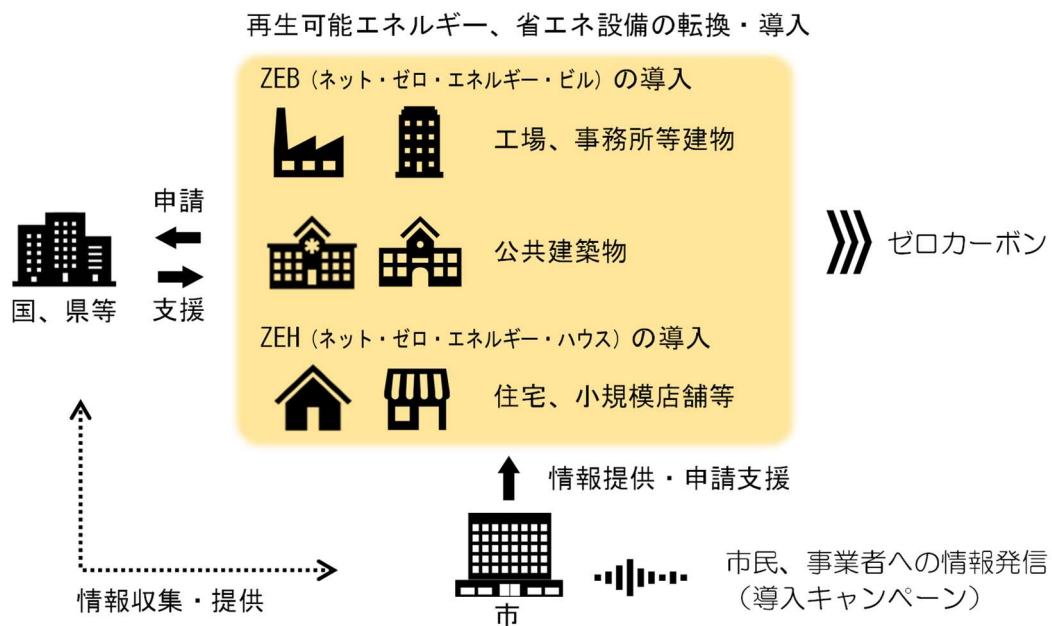 再生可能エネルギー、省エネ設備の転換・導入
ZEB（ネット・ゼロ・エネルギー・ビル）の導入
工場、事務所等建物
申請
支援
国、県等
公共建築物
ゼロカーボン
ZEH（ネット・ゼロ・エネルギー・ハウス）の導入
住宅、小規模店舗等
情報提供・申請支援
情報収集・提供
市
市民、事業者への情報発信
（導入キャンペーン）